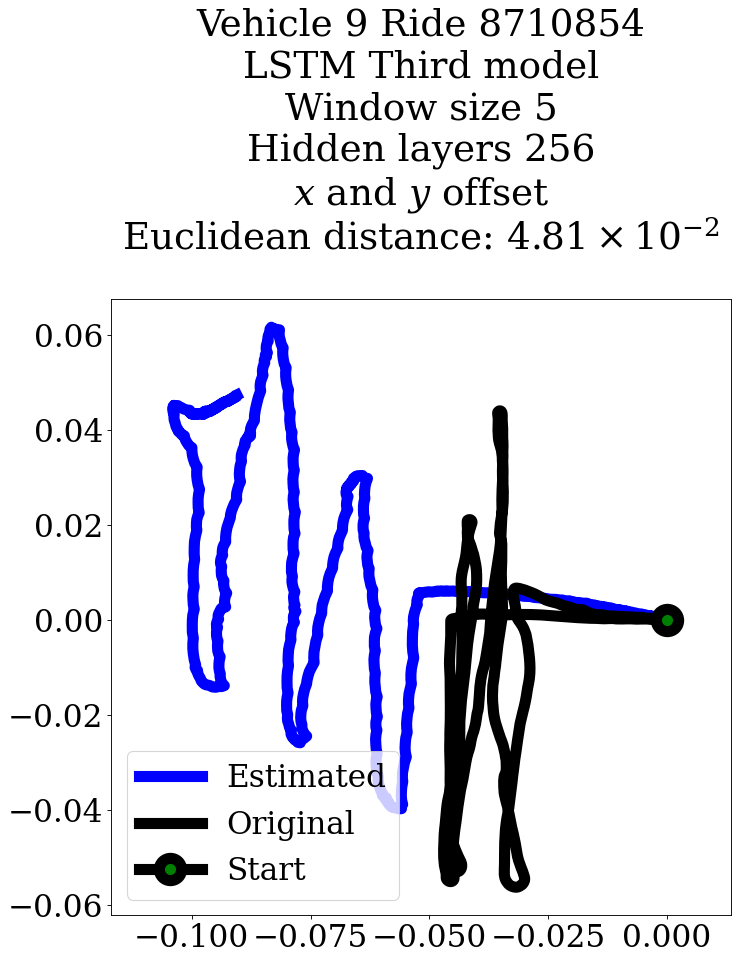 Vehicle 9 Ride 8710854
LSTM Third model
Window size 5
Hidden layers 256
x and y offset
Euclidean distance: 4.81 × 10⁻²
0.06
0.04
0.02
0.00
−0.02
−0.04
−0.06
Estimated
Original
Start
−0.100 −0.075 −0.050 −0.025 0.000